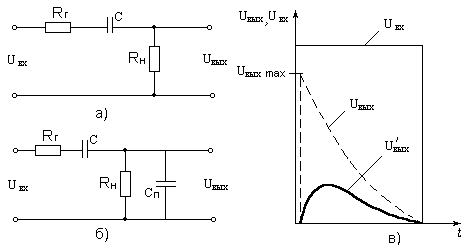 Rг C
Uвх Rн Uвых
а)
Rг C
Uвх Rн Cп Uвых
б)
Uвых, Uвх
Uвх
Uвых max
Uвых
U'вых
t
в)